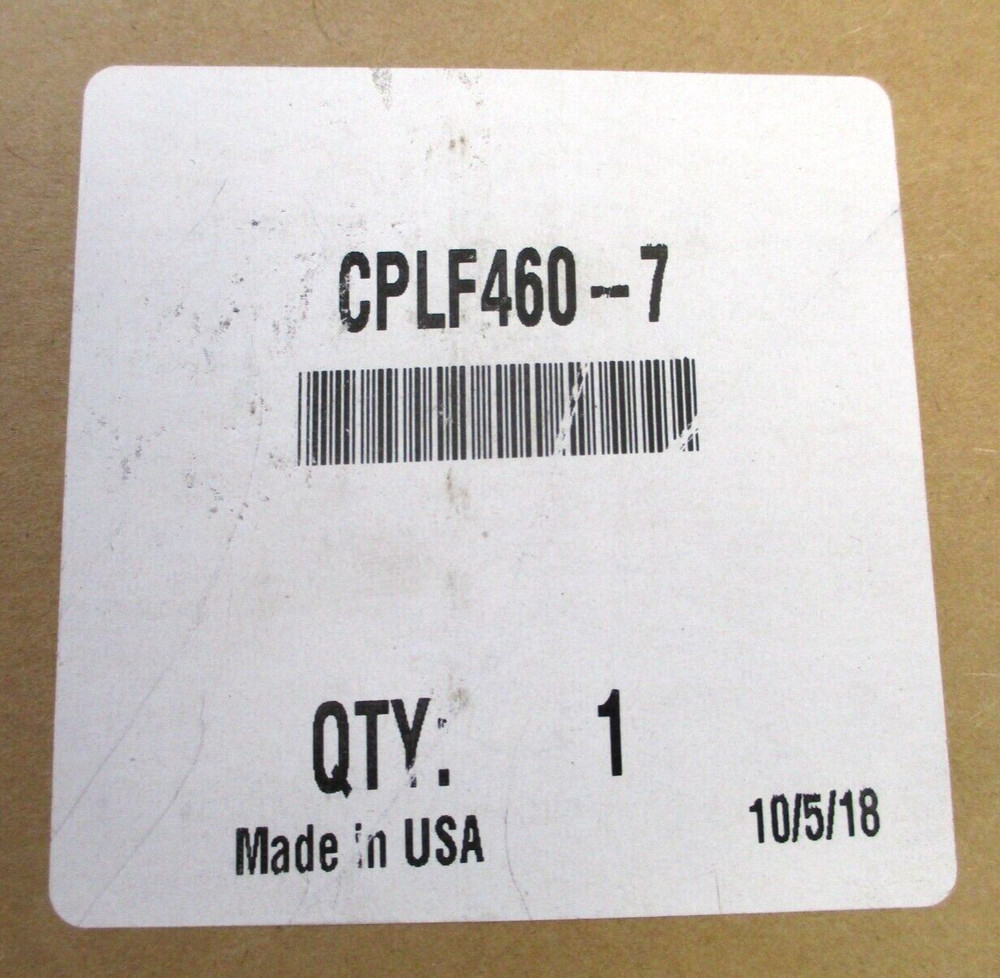 CPLF460--7
QTY: 1
Made in USA
10/5/18